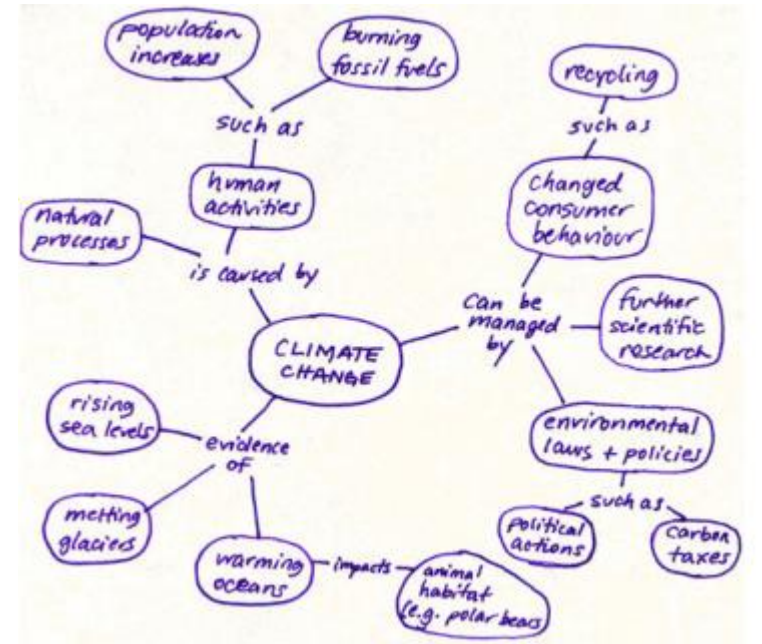 population
increases
burning
fossil fuels
such as
human
activities
natural
processes
is caused by
CLIMATE
CHANGE
recycling
such as
changed
consumer
behaviour
can be
managed
by
further
scientific
research
environmental
laws + policies
such as
political
actions
carbon
taxes
rising
sea levels
evidence
of
melting
glaciers
warming
oceans
impacts
animal
habitat
(e.g. polar bears